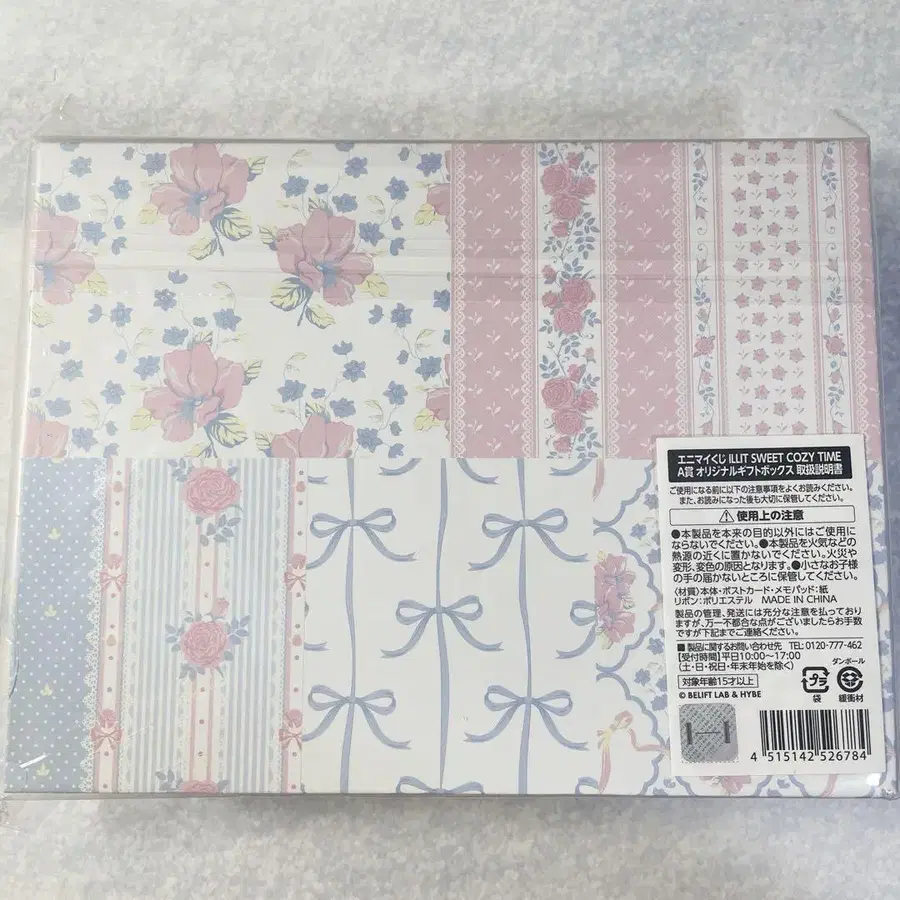 エニマイくじ ILLIT SWEET COZY TIME
A賞 オリジナルギフトボックス 取扱説明書
ご使用になる前に以下の注意事項をよくお読みください。
また、お読みになった後も大切に保管してください。
使用上の注意
●本製品を本来の目的以外にはご使用に
ならないでください。●本製品を火気などの
熱源の近くに置かないでください。火災や
変形、変色の原因となります。●小さなお子様
の手の届かないところに保管してください。
〈材質〉本体・ポストカード・メモパッド:紙
リボン:ポリエステル MADE IN CHINA
製品の管理、発送には充分な注意を払っており
ますが、万一不都合な点がございましたらお手数
ですが下記までご連絡ください。
■製品に関するお問い合わせ先 TEL:0120-777-462
【受付時間】平日10:00~17:00
(土・日・祝日・年末年始を除く)
対象年齢15才以上
© BELIFT LAB & HYBE
プラ
袋
ダンボール
緩衝材
4 515142 526784